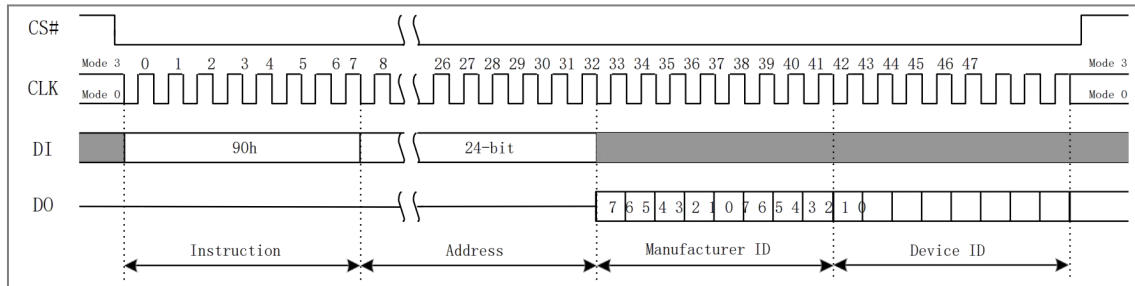 CS#
Mode 3 0 1 2 3 4 5 6 7 8 26 27 28 29 30 31 32 33 34 35 36 37 38 39 40 41 42 43 44 45 46 47 Mode 3
CLK
Mode 0 Mode 0
DI 90h 24-bit
DO 7 6 5 4 3 2 1 0 7 6 5 4 3 2 1 0
Instruction Address Manufacturer ID Device ID